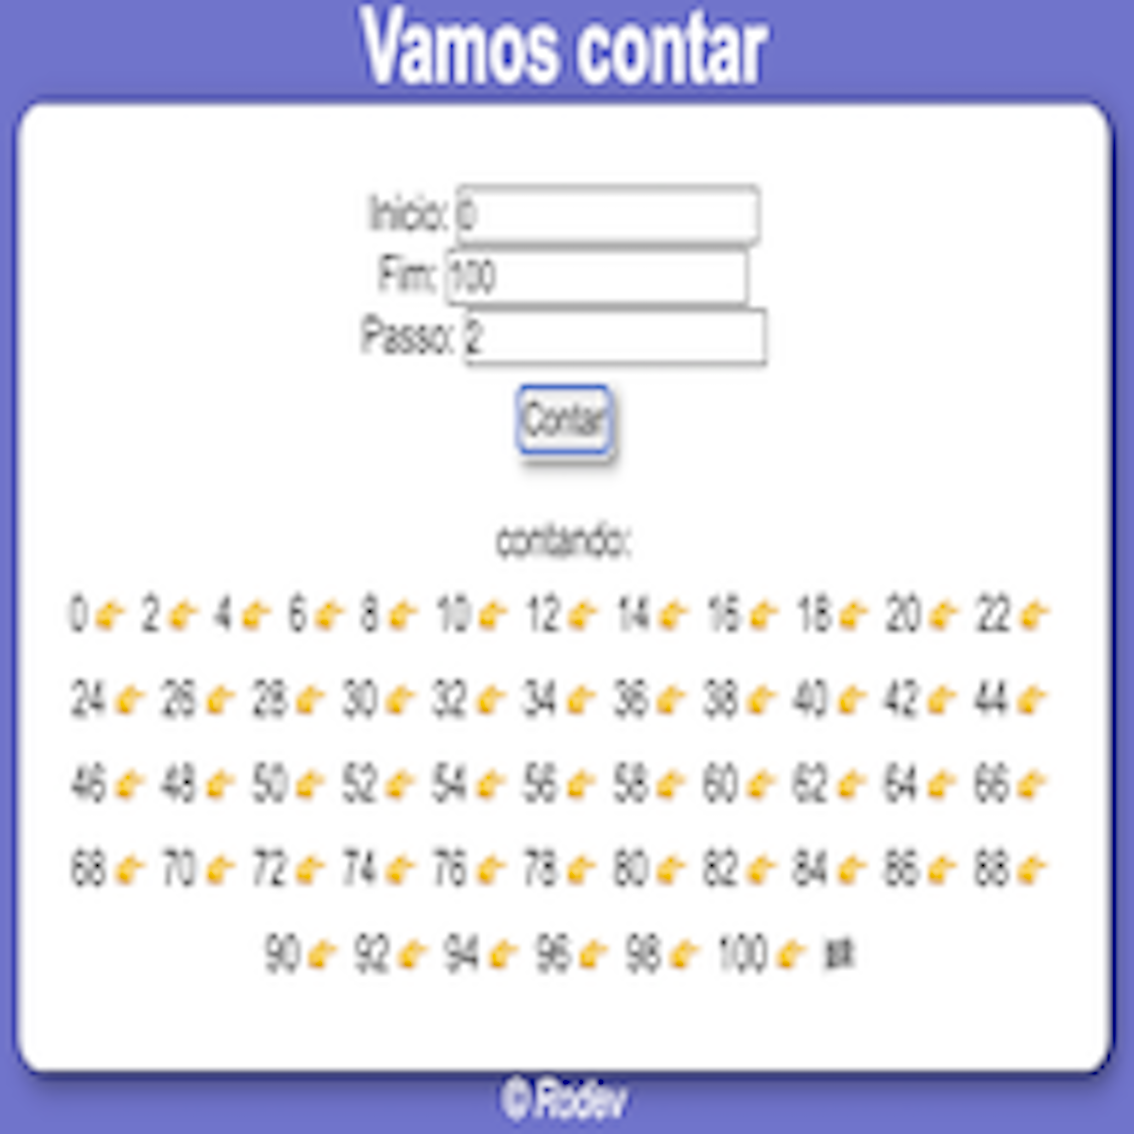 Vamos contar
Inicio: 0
Fim: 100
Passo: 2
Contar
contando:
0 👉 2 👉 4 👉 6 👉 8 👉 10 👉 12 👉 14 👉 16 👉 18 👉 20 👉 22 👉
24 👉 26 👉 28 👉 30 👉 32 👉 34 👉 36 👉 38 👉 40 👉 42 👉 44 👉
46 👉 48 👉 50 👉 52 👉 54 👉 56 👉 58 👉 60 👉 62 👉 64 👉 66 👉
68 👉 70 👉 72 👉 74 👉 76 👉 78 👉 80 👉 82 👉 84 👉 86 👉 88 👉
90 👉 92 👉 94 👉 96 👉 98 👉 100 👉 🏁
© Rodev